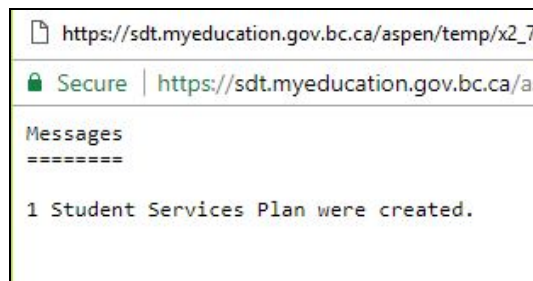 https://sdt.myeducation.gov.bc.ca/aspen/temp/x2_7
Secure | https://sdt.myeducation.gov.bc.ca/a
Messages
========
1 Student Services Plan were created.